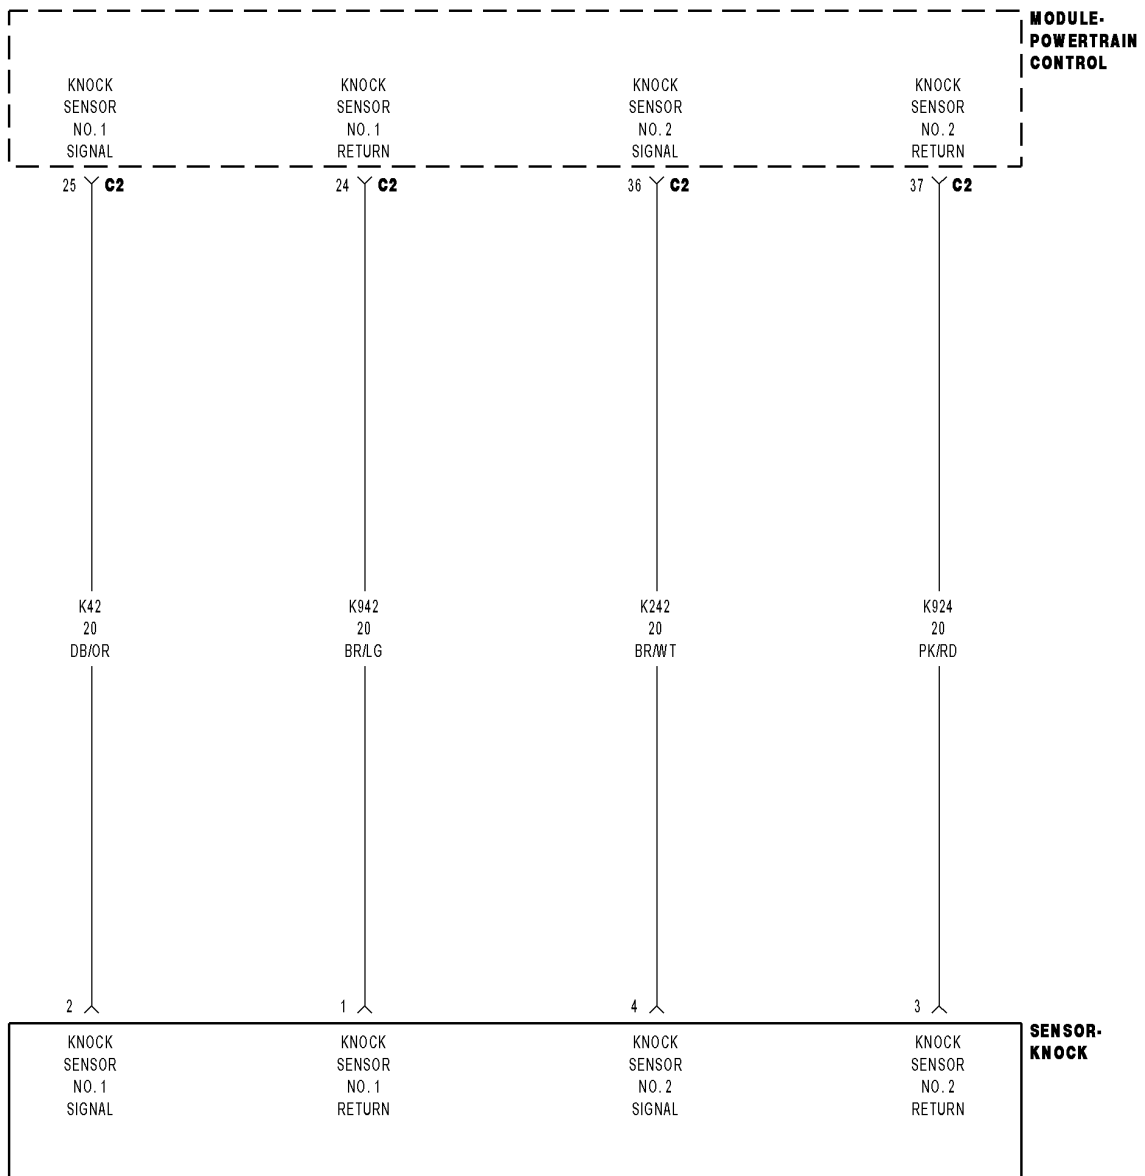 MODULE-
POWERTRAIN
CONTROL
KNOCK
SENSOR
NO. 1
SIGNAL
KNOCK
SENSOR
NO. 1
RETURN
KNOCK
SENSOR
NO. 2
SIGNAL
KNOCK
SENSOR
NO. 2
RETURN
25 C2
24 C2
36 C2
37 C2
K42
20
DB/OR
K942
20
BR/LG
K242
20
BR/WT
K924
20
PK/RD
2
1
4
3
SENSOR-
KNOCK
KNOCK
SENSOR
NO. 1
SIGNAL
KNOCK
SENSOR
NO. 1
RETURN
KNOCK
SENSOR
NO. 2
SIGNAL
KNOCK
SENSOR
NO. 2
RETURN